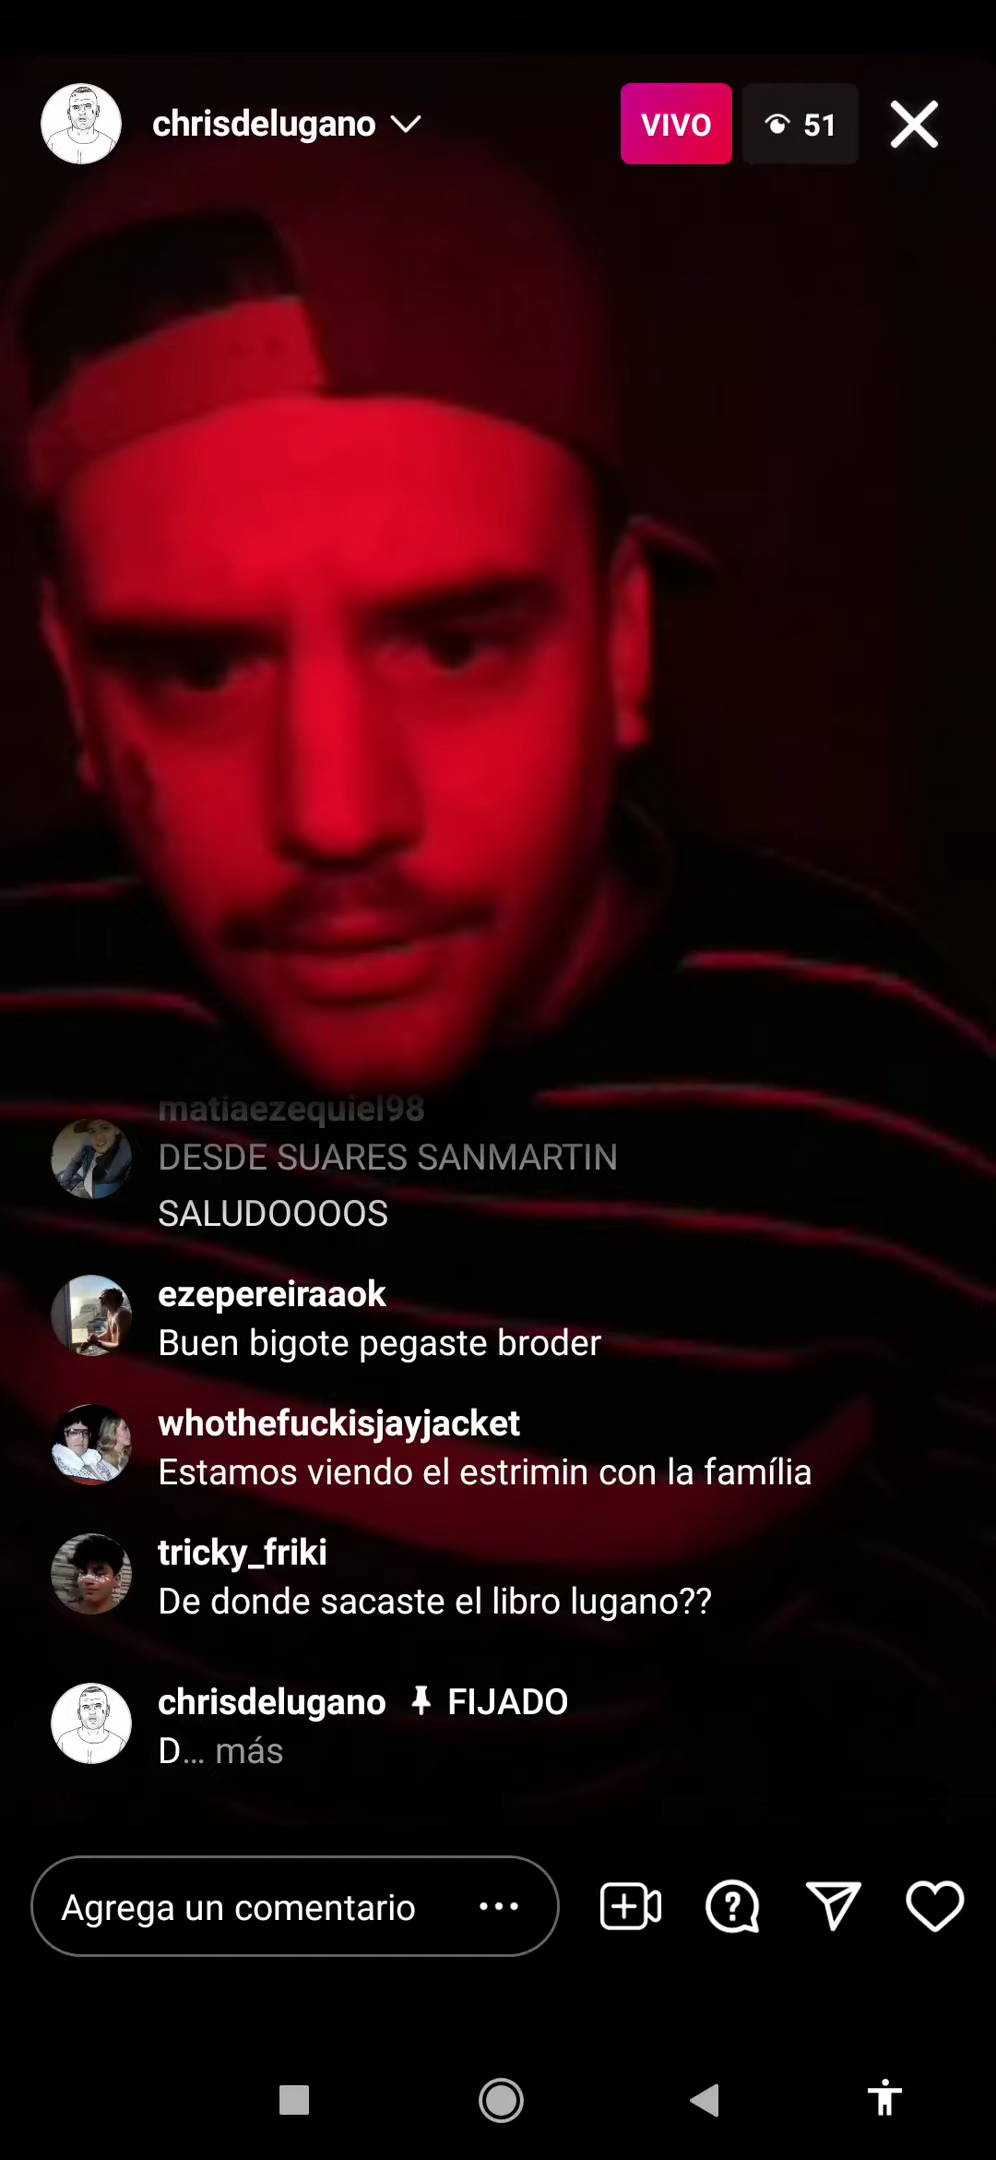 chrisdelugano
VIVO
51
matiaezequiel98
DESDE SUARES SANMARTIN
SALUDOOOOS
ezepereiraaok
Buen bigote pegaste broder
whothefuckisjayjacket
Estamos viendo el estrimin con la família
tricky_friki
De donde sacaste el libro lugano??
chrisdelugano FIJADO
D... más
Agrega un comentario